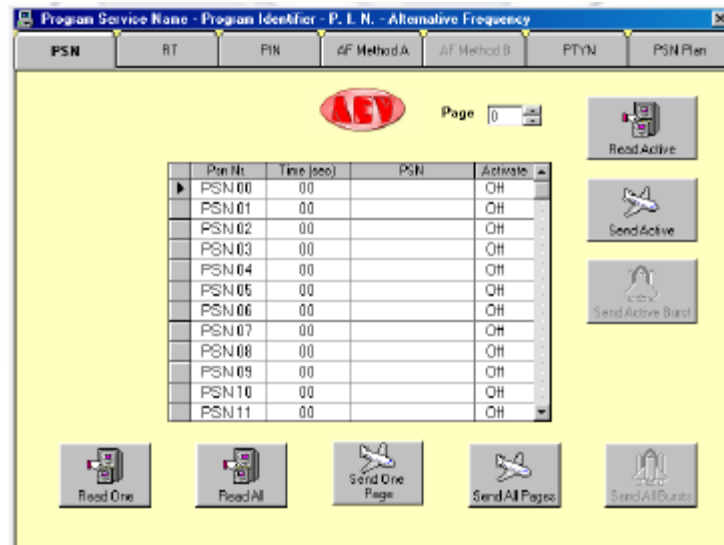 Program Service Name - Program Identifier - P. I. N. - Alternative Frequency
PSN RT PIN AF Method A AF Method B PTYN PSN Plan
AEV
Page 0
Read Active
Psn Nr. Time (sec) PSN Activate
PSN 00 00 Off
PSN 01 00 Off
PSN 02 00 Off
Send Active
PSN 03 00 Off
PSN 04 00 Off
PSN 05 00 Off
PSN 06 00 Off
Send Active Burst
PSN 07 00 Off
PSN 08 00 Off
PSN 09 00 Off
PSN 10 00 Off
PSN 11 00 Off
Read One Read All Send One Page Send All Pages Send All Bursts